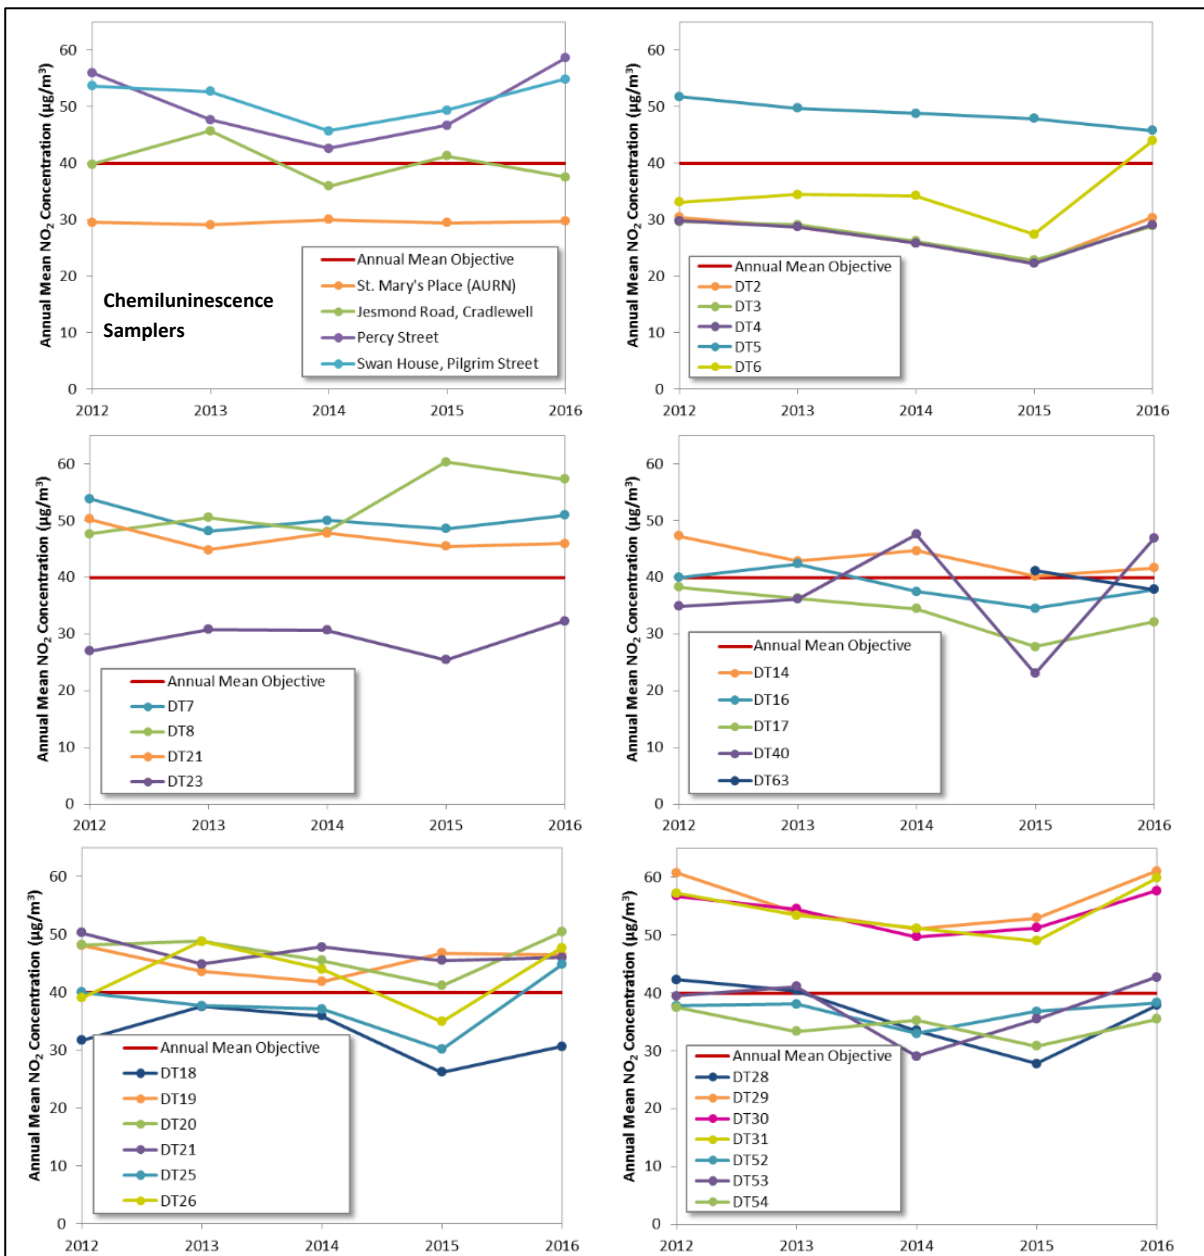 Annual Mean NO₂ Concentration (µg/m³)
60
50
40
30
20
10
0
Chemiluninescence
Samplers
Annual Mean Objective
St. Mary's Place (AURN)
Jesmond Road, Cradlewell
Percy Street
Swan House, Pilgrim Street
2012 2013 2014 2015 2016
Annual Mean NO₂ Concentration (µg/m³)
60
50
40
30
20
10
0
Annual Mean Objective
DT2
DT3
DT4
DT5
DT6
2012 2013 2014 2015 2016
Annual Mean NO₂ Concentration (µg/m³)
60
50
40
30
20
10
0
Annual Mean Objective
DT7
DT8
DT21
DT23
2012 2013 2014 2015 2016
Annual Mean NO₂ Concentration (µg/m³)
60
50
40
30
20
10
0
Annual Mean Objective
DT14
DT16
DT17
DT40
DT63
2012 2013 2014 2015 2016
Annual Mean NO₂ Concentration (µg/m³)
60
50
40
30
20
10
0
Annual Mean Objective
DT18
DT19
DT20
DT21
DT25
DT26
2012 2013 2014 2015 2016
Annual Mean NO₂ Concentration (µg/m³)
60
50
40
30
20
10
0
Annual Mean Objective
DT28
DT29
DT30
DT31
DT52
DT53
DT54
2012 2013 2014 2015 2016